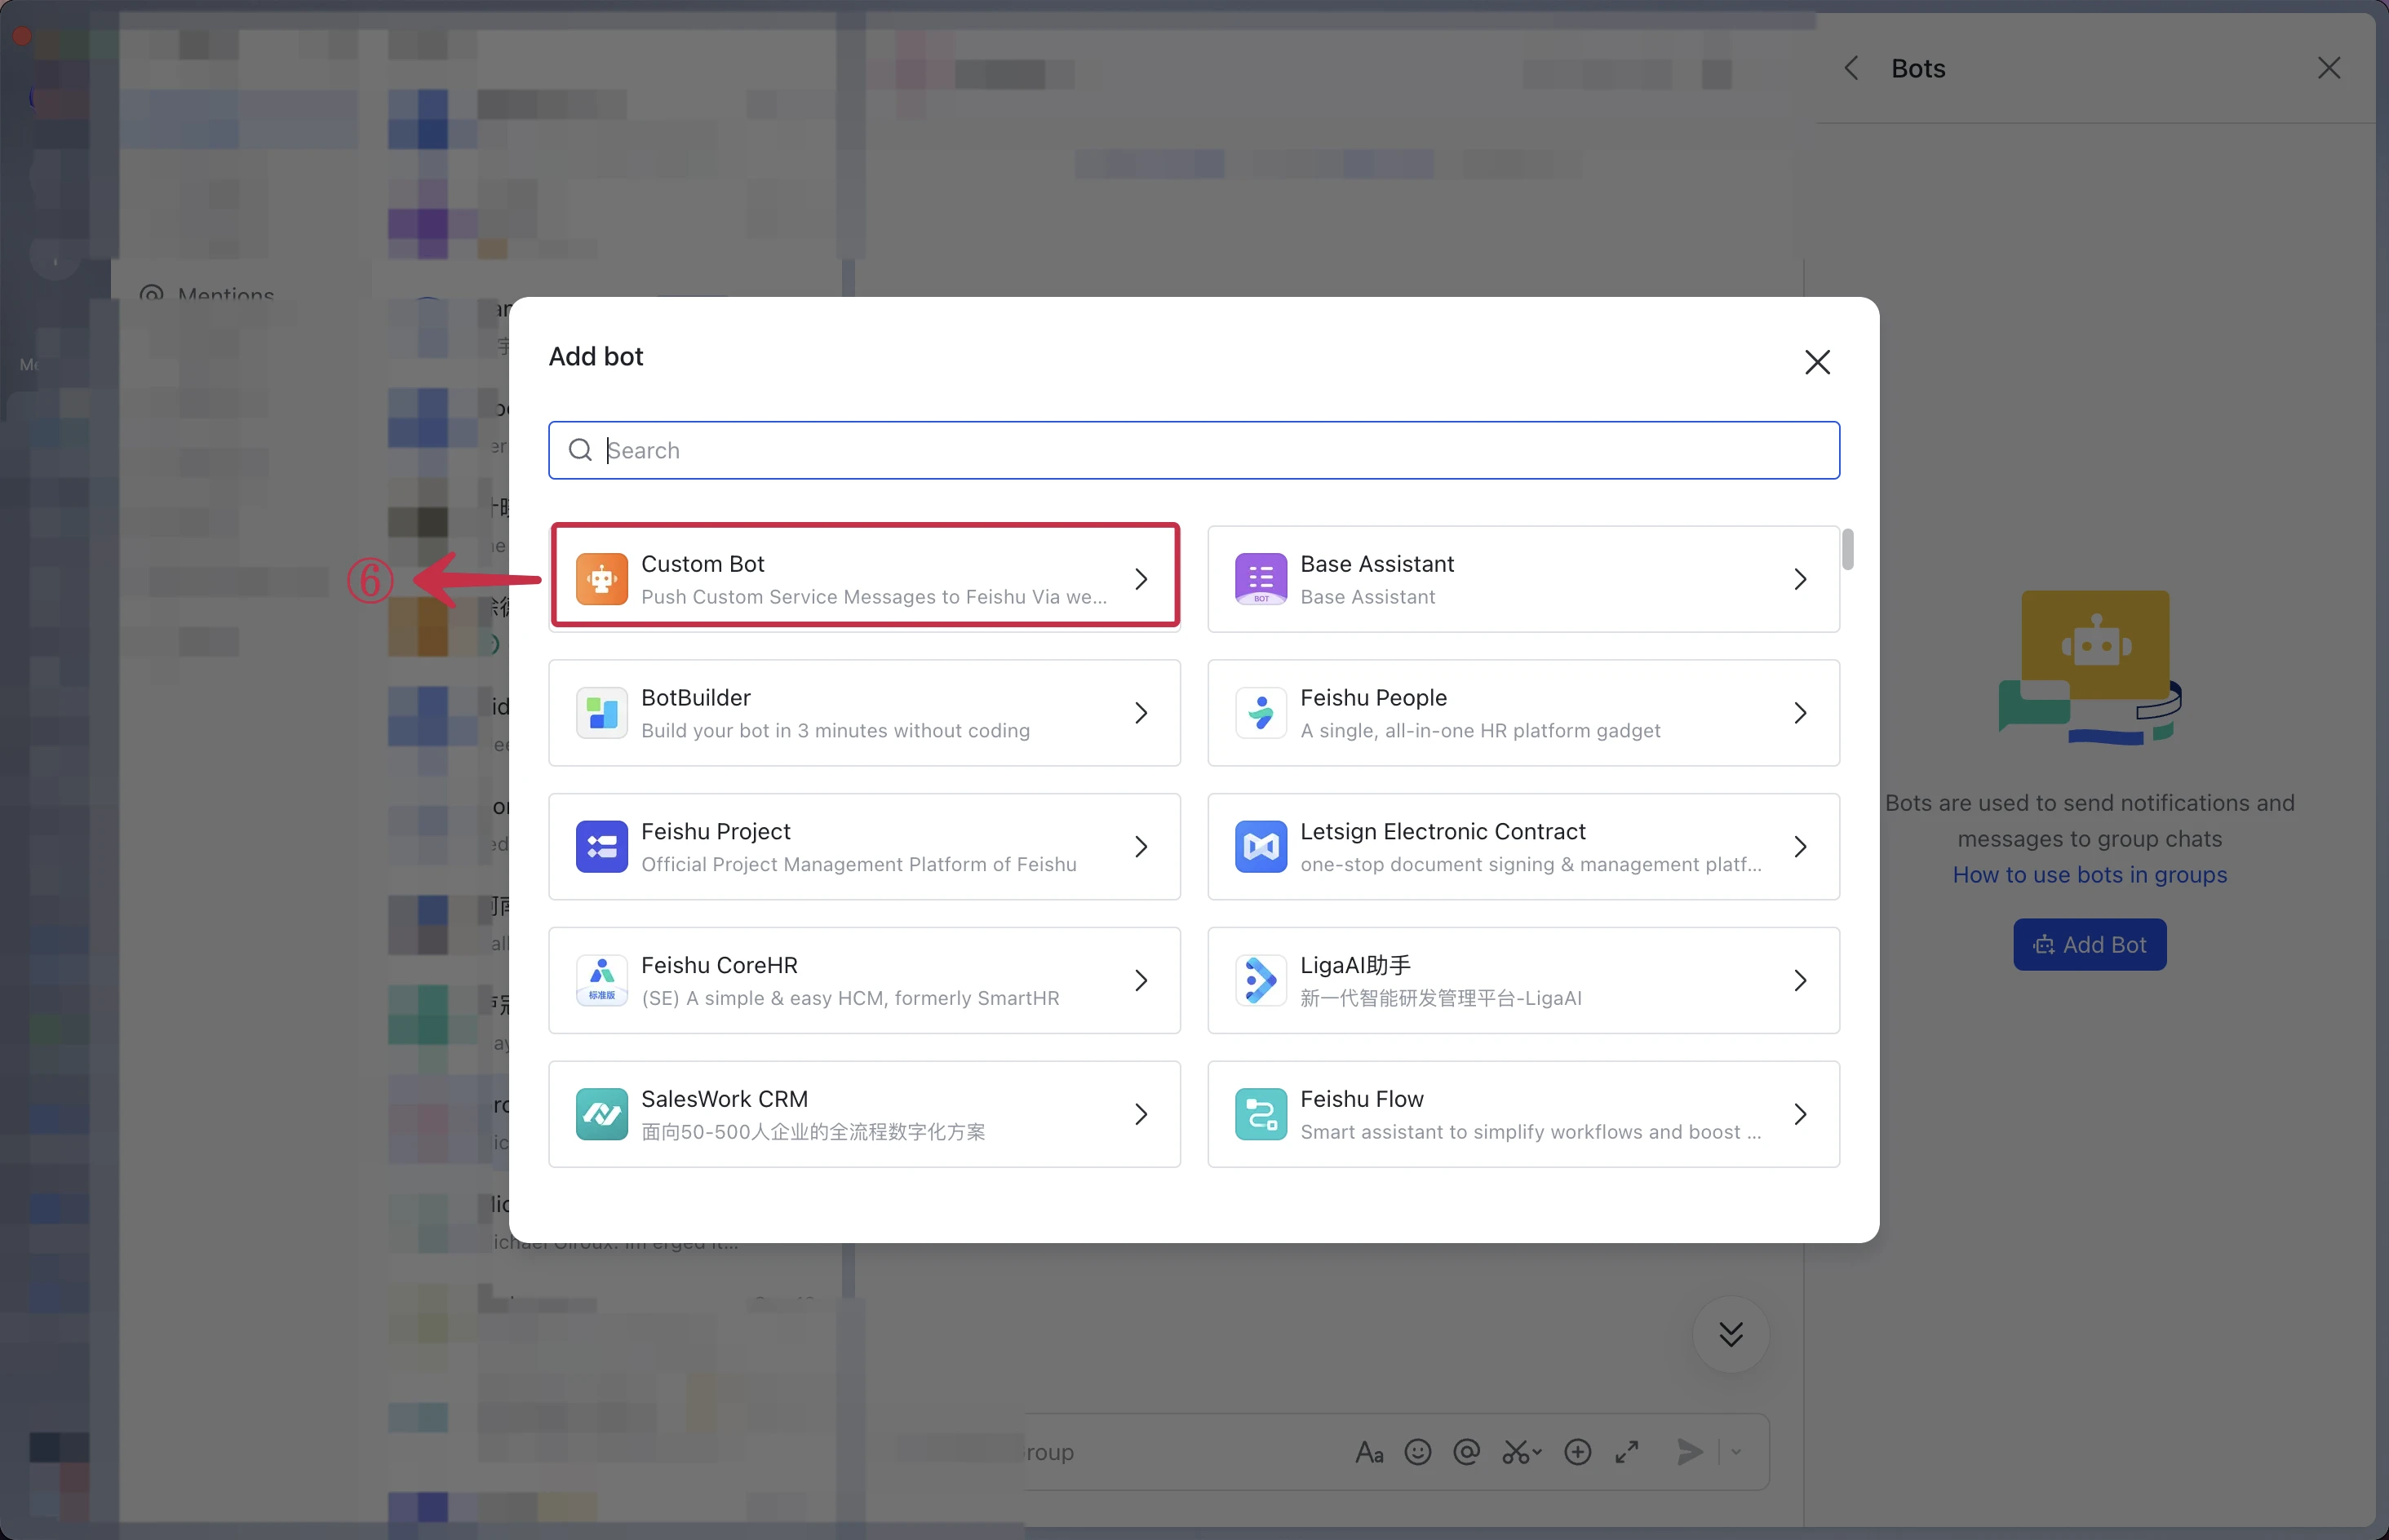 Bots
Mentions
Add bot
Search
⑥
Custom Bot
Push Custom Service Messages to Feishu Via we...
Base Assistant
Base Assistant
BOT
BotBuilder
Build your bot in 3 minutes without coding
Feishu People
A single, all-in-one HR platform gadget
Feishu Project
Official Project Management Platform of Feishu
Letsign Electronic Contract
one-stop document signing & management platf...
Feishu CoreHR
(SE) A simple & easy HCM, formerly SmartHR
标准版
LigaAI助手
新一代智能研发管理平台-LigaAI
SalesWork CRM
面向50-500人企业的全流程数字化方案
Feishu Flow
Smart assistant to simplify workflows and boost ...
Bots are used to send notifications and
messages to group chats
How to use bots in groups
Add Bot
roup
Aa